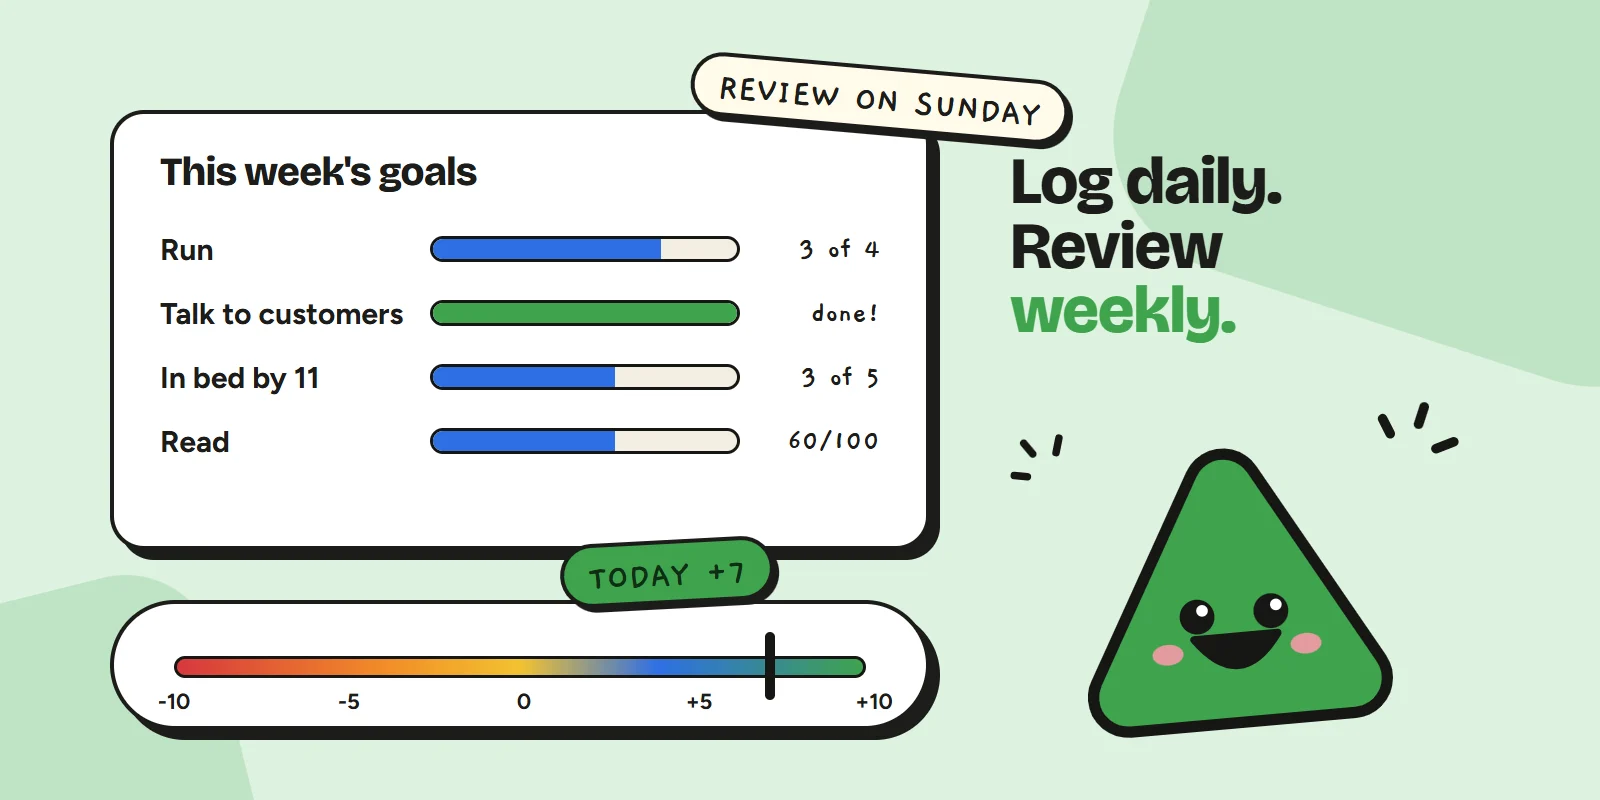 REVIEW ON SUNDAY
This week's goals
Run 3 of 4
Talk to customers done!
In bed by 11 3 of 5
Read 60/100
Log daily.
Review
weekly.
TODAY +7
-10 -5 0 +5 +10